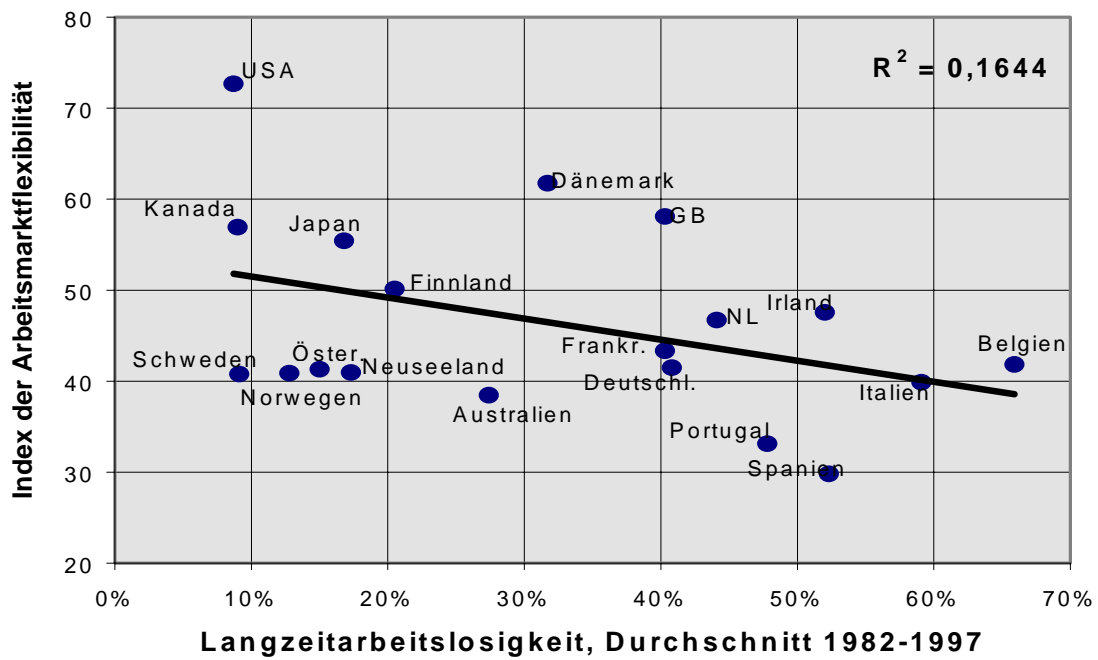 Index der Arbeitsmarktflexibilität
80
70
60
50
40
30
20
R² = 0,1644
USA
Dänemark
Kanada
GB
Japan
Finnland
Irland
NL
Frankr.
Belgien
Schweden
Öster.
Neuseeland
Deutschl.
Norwegen
Italien
Australien
Portugal
Spanien
0% 10% 20% 30% 40% 50% 60% 70%
Langzeitarbeitslosigkeit, Durchschnitt 1982-1997